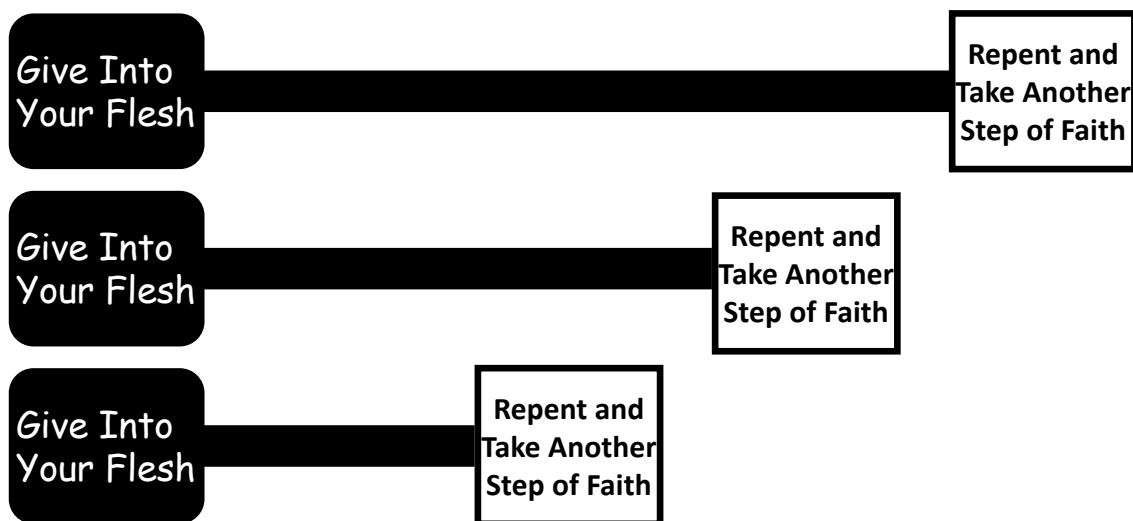 Give Into
Your Flesh
Repent and
Take Another
Step of Faith
Give Into
Your Flesh
Repent and
Take Another
Step of Faith
Give Into
Your Flesh
Repent and
Take Another
Step of Faith